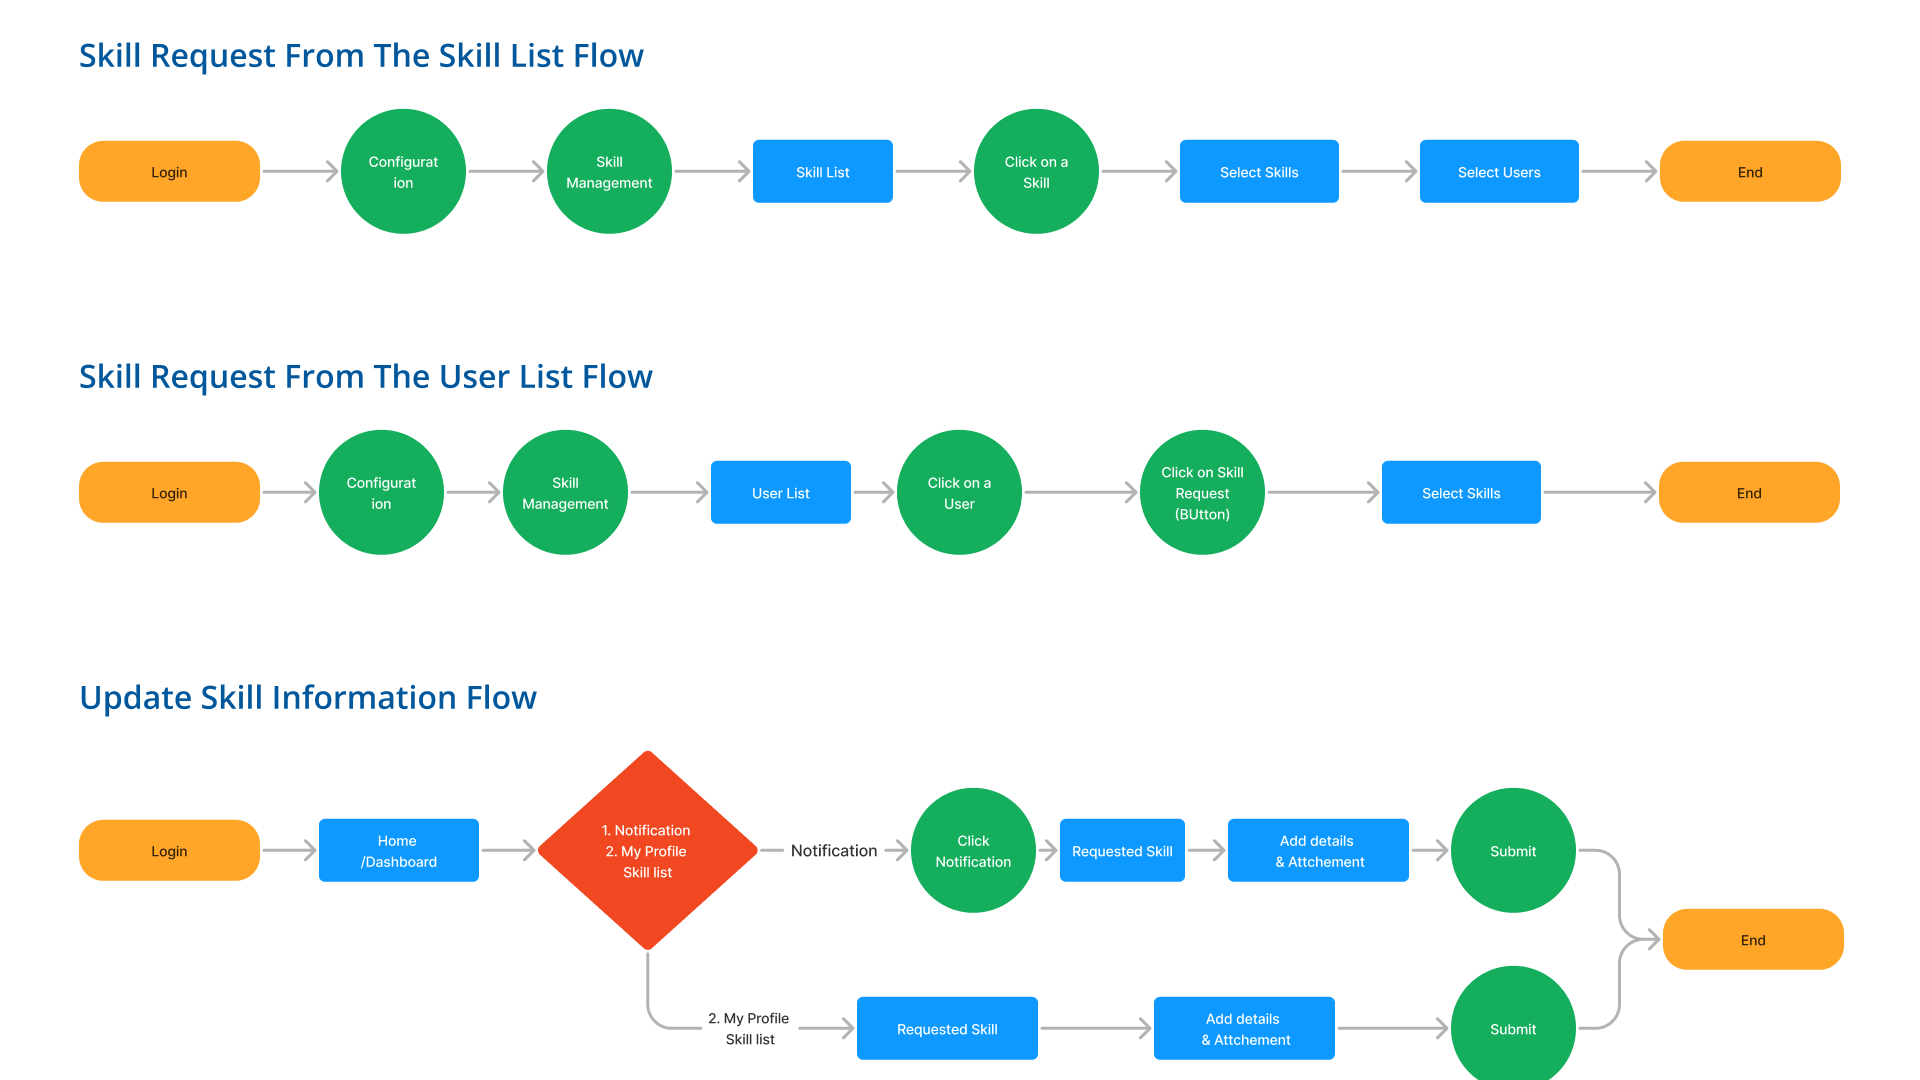 Skill Request From The Skill List Flow
Login
Configurat
ion
Skill
Management
Skill List
Click on a
Skill
Select Skills
Select Users
End
Skill Request From The User List Flow
Login
Configurat
ion
Skill
Management
User List
Click on a
User
Click on Skill
Request
(BUtton)
Select Skills
End
Update Skill Information Flow
Login
Home
/Dashboard
1. Notification
2. My Profile
Skill list
Notification
Click
Notification
Requested Skill
Add details
& Attchement
Submit
End
2. My Profile
Skill list
Requested Skill
Add details
& Attchement
Submit